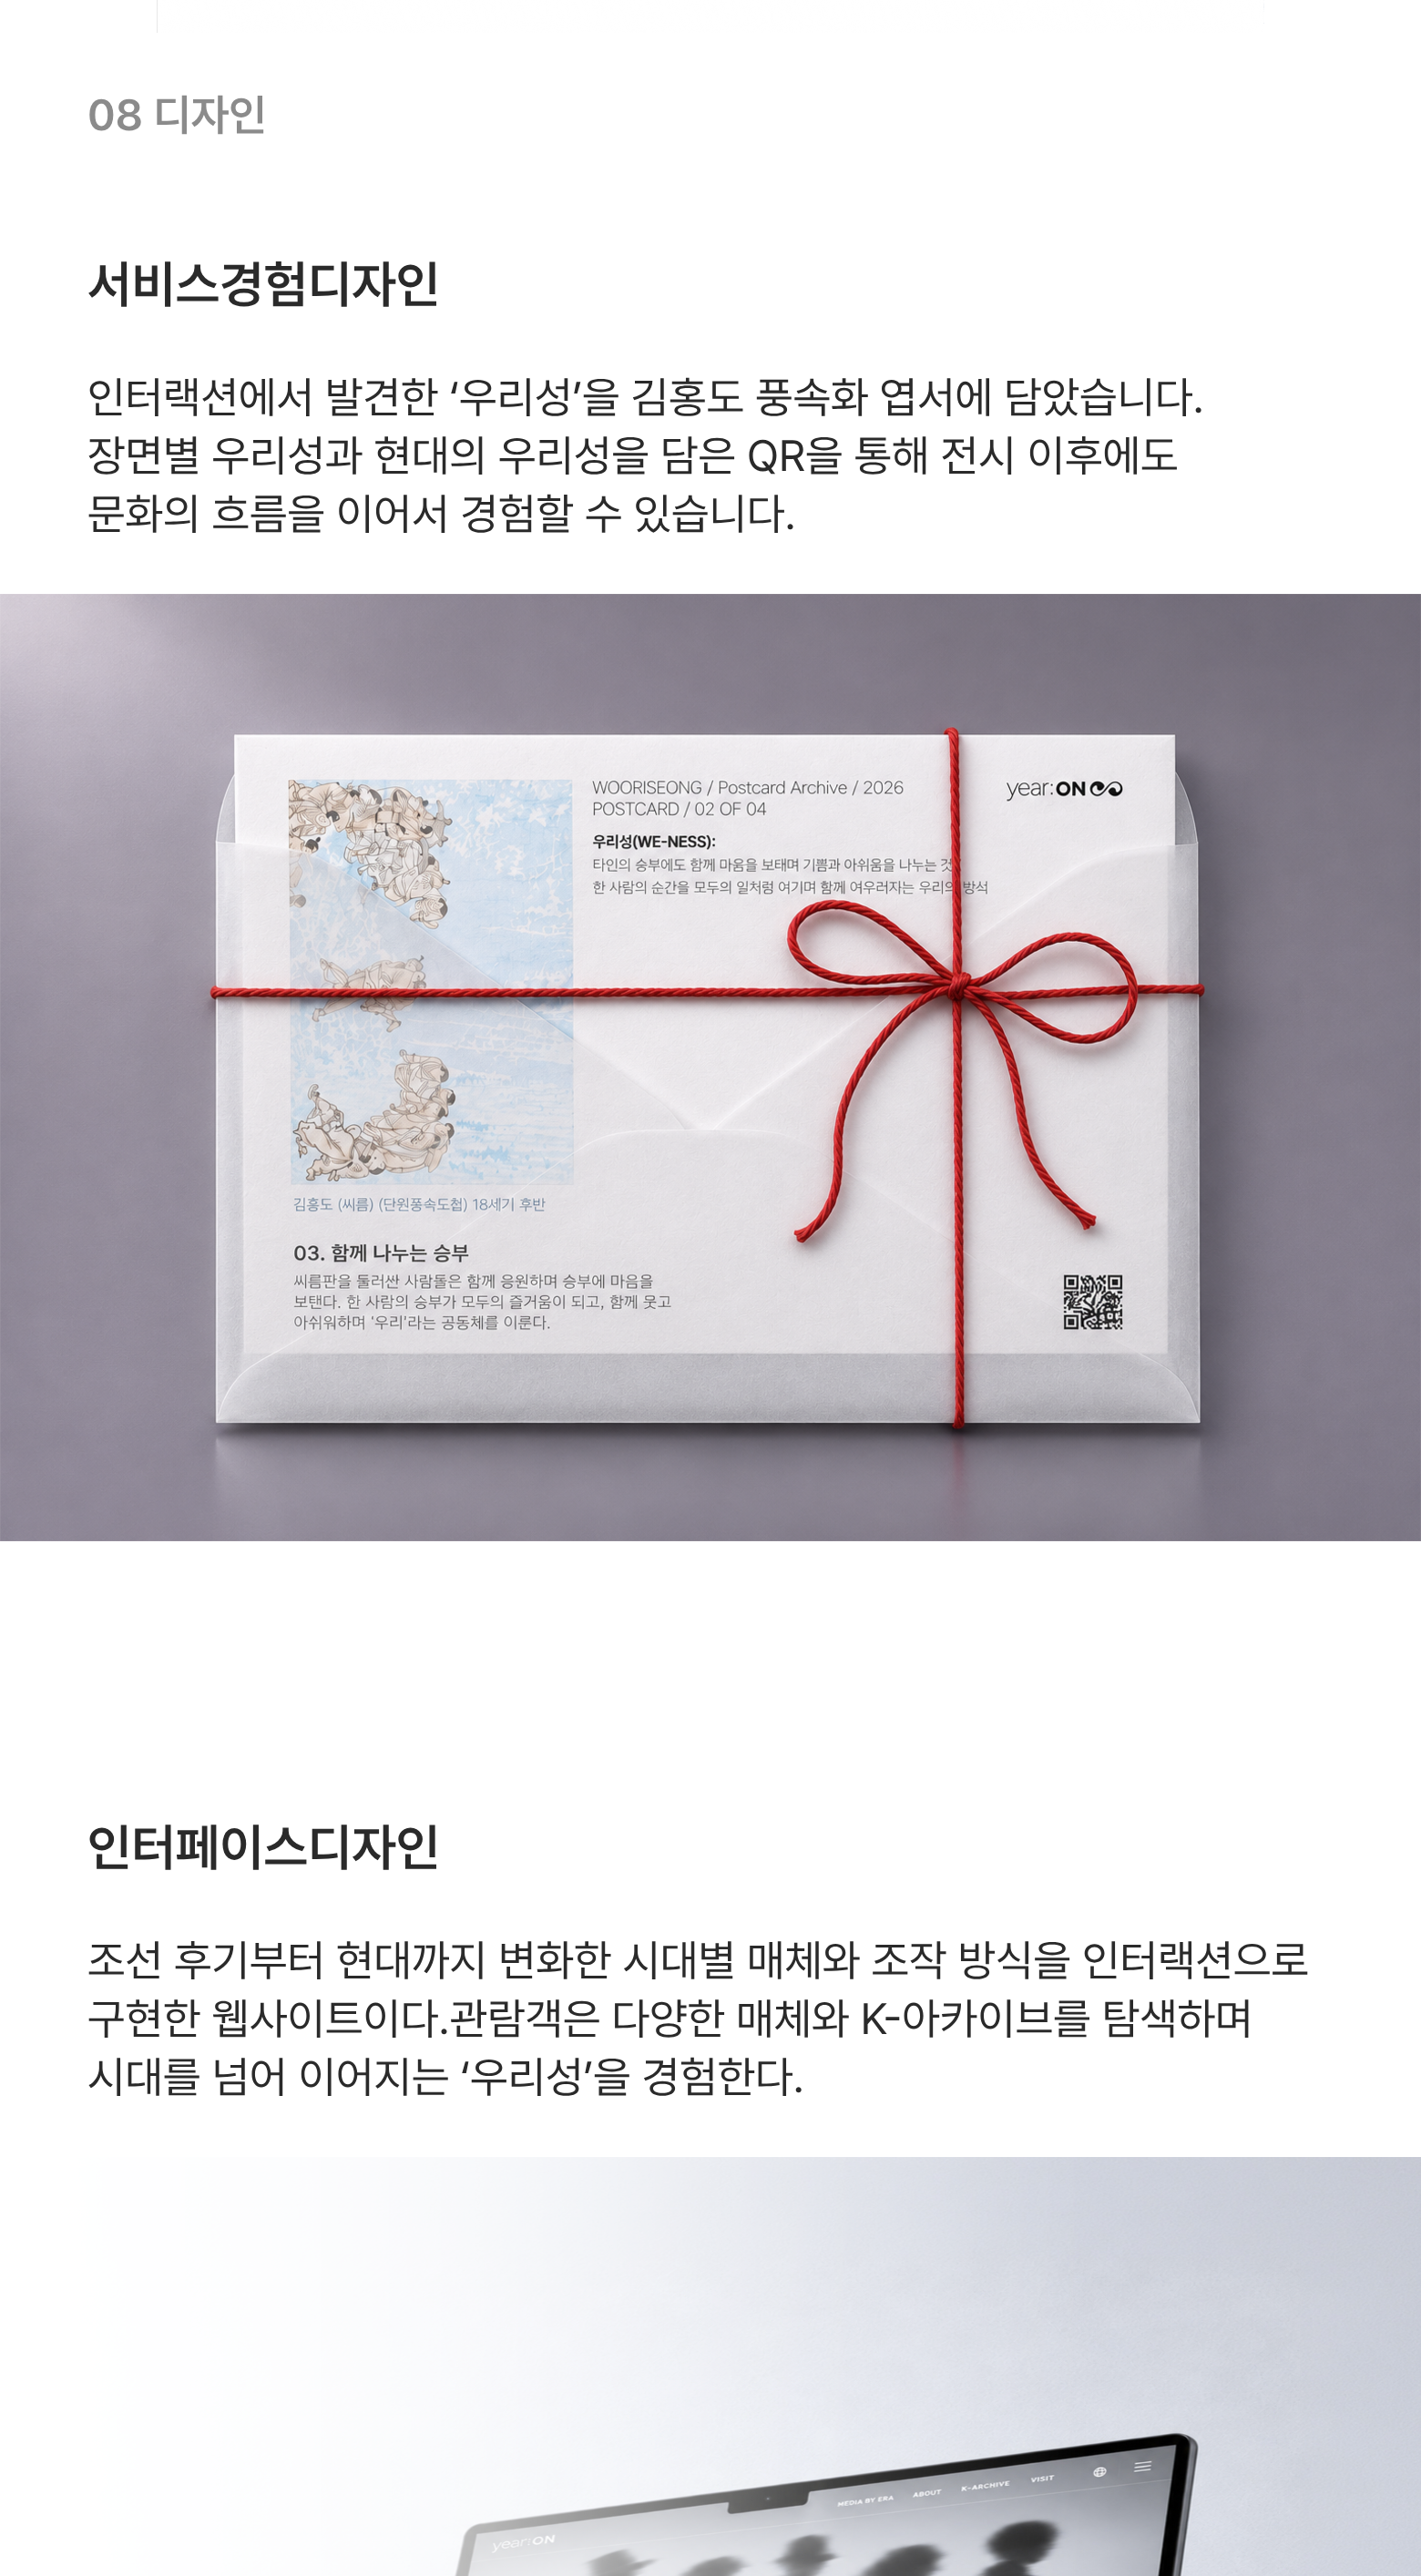 08 디자인
서비스경험디자인
인터랙션에서 발견한 ‘우리성’을 김홍도 풍속화 엽서에 담았습니다.
장면별 우리성과 현대의 우리성을 담은 QR을 통해 전시 이후에도
문화의 흐름을 이어서 경험할 수 있습니다.
WOORISEONG / Postcard Archive / 2026
POSTCARD / 02 OF 04
year:ON
우리성(WE-NESS):
타인의 승부에도 함께 마음을 보태며 기쁨과 아쉬움을 나누는 것
한 사람의 순간을 모두의 일처럼 여기며 함께 여우러자는 우리의 방식
김홍도 (씨름) (단원풍속도첩) 18세기 후반
03. 함께 나누는 승부
씨름판을 둘러싼 사람들은 함께 응원하며 승부에 마음을
보탠다. 한 사람의 승부가 모두의 즐거움이 되고, 함께 웃고
아쉬워하며 ‘우리’라는 공동체를 이룬다.
인터페이스디자인
조선 후기부터 현대까지 변화한 시대별 매체와 조작 방식을 인터랙션으로
구현한 웹사이트이다.관람객은 다양한 매체와 K-아카이브를 탐색하며
시대를 넘어 이어지는 ‘우리성’을 경험한다.
MEDIA BY ERA ABOUT K-ARCHIVE VISIT
year:ON